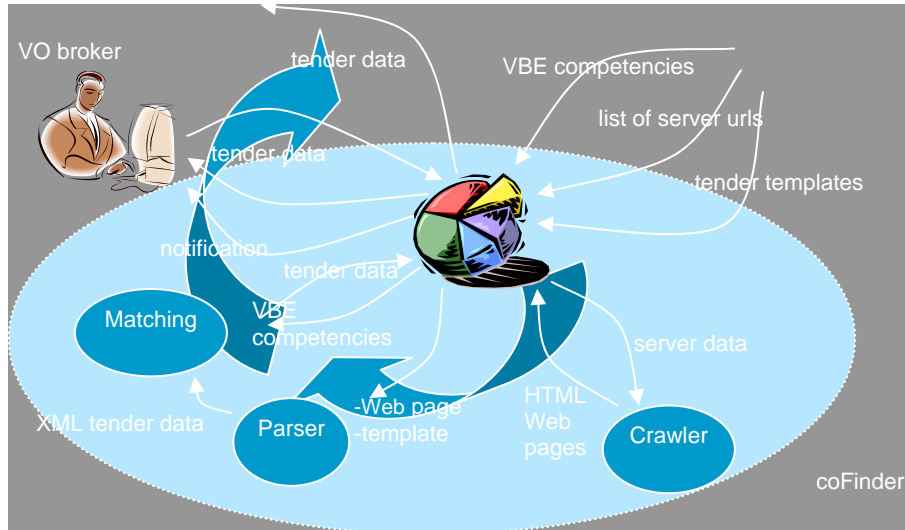 VO broker
tender data
VBE competencies
list of server urls
tender data
tender templates
notification
tender data
Matching
VBE
competencies
server data
-Web page
-template
HTML
Web
pages
XML tender data
Parser
Crawler
coFinder